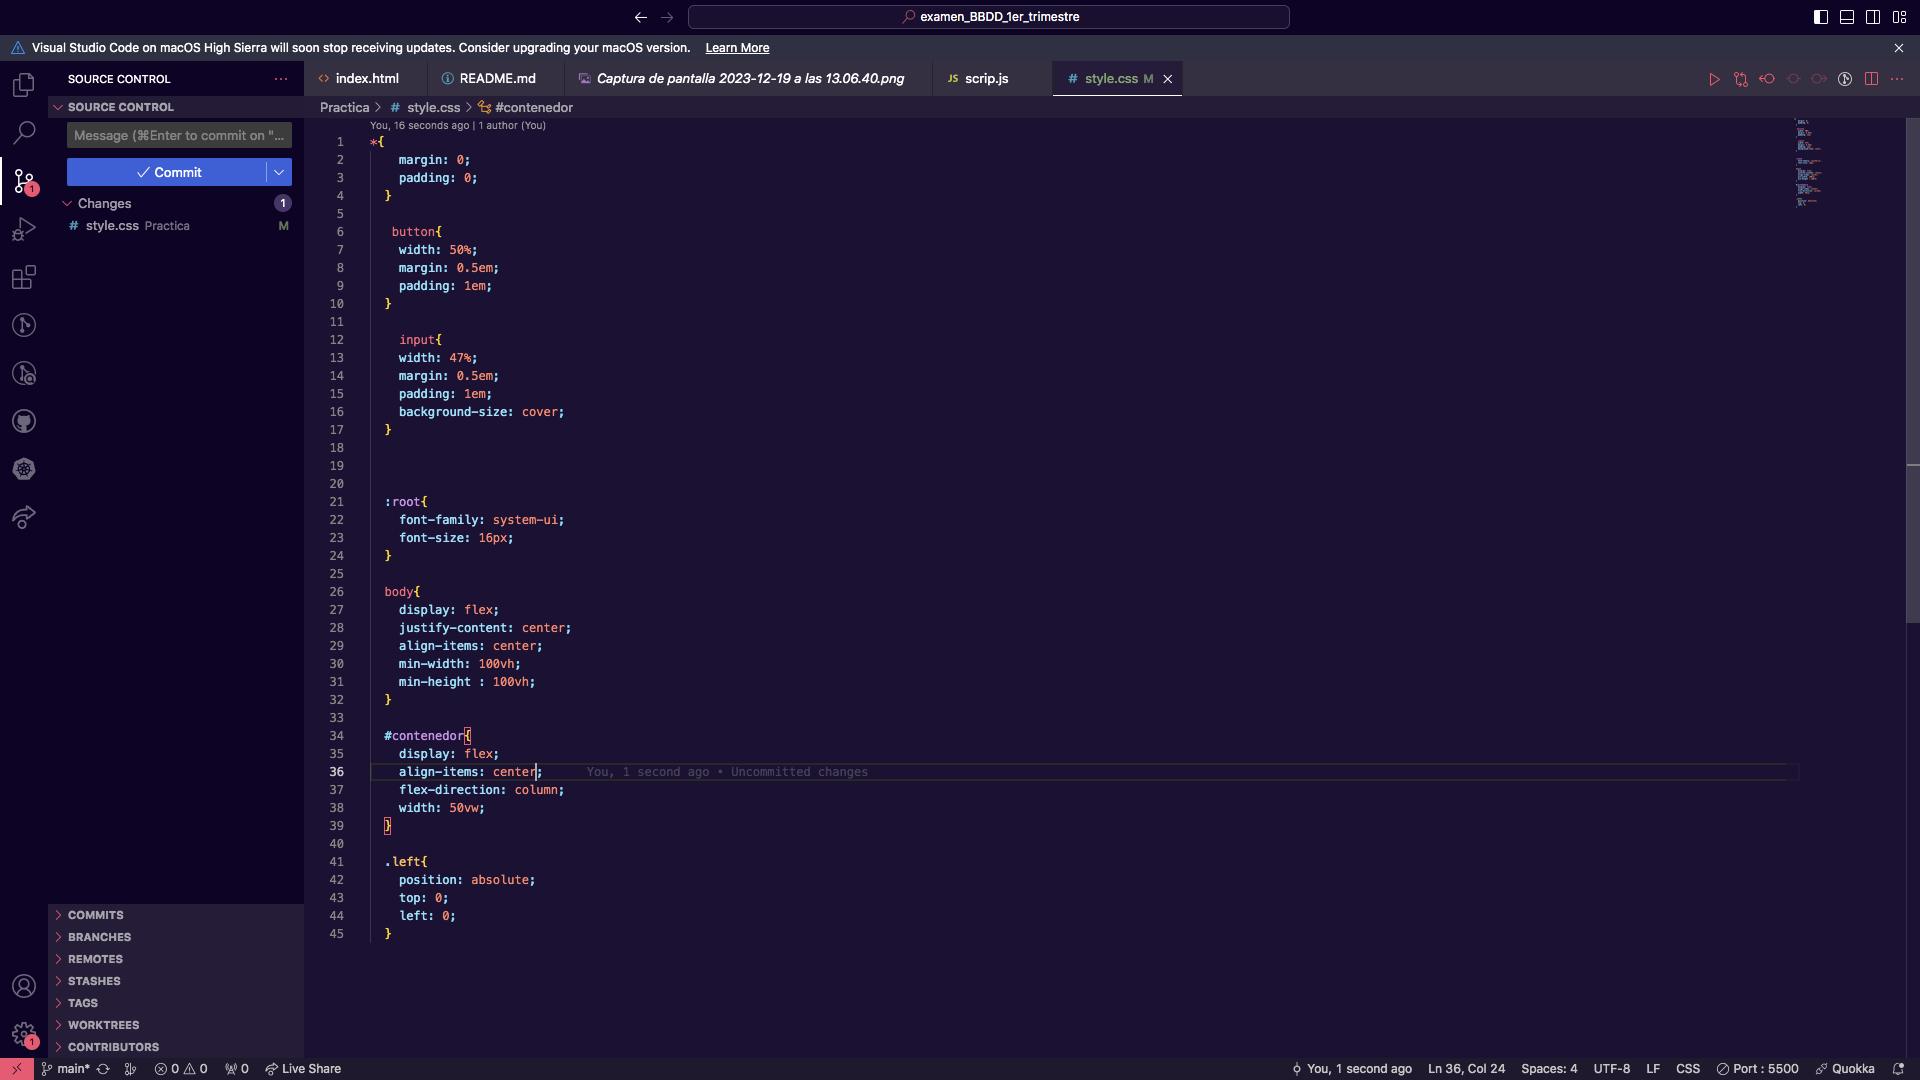 examen_BBDD_1er_trimestre
Visual Studio Code on macOS High Sierra will soon stop receiving updates. Consider upgrading your macOS version. Learn More
SOURCE CONTROL
index.html
README.md
Captura de pantalla 2023-12-19 a las 13.06.40.png
JS scrip.js
# style.css M
SOURCE CONTROL
Practica > # style.css > #contenedor
Message (⌘Enter to commit on "...
Commit
Changes 1
# style.css Practica M
1
You, 16 seconds ago | 1 author (You)
1 *{
2 margin: 0;
3 padding: 0;
4 }
5
6 button{
7 width: 50%;
8 margin: 0.5em;
9 padding: 1em;
10 }
11
12 input{
13 width: 47%;
14 margin: 0.5em;
15 padding: 1em;
16 background-size: cover;
17 }
18
19
20
21 :root{
22 font-family: system-ui;
23 font-size: 16px;
24 }
25
26 body{
27 display: flex;
28 justify-content: center;
29 align-items: center;
30 min-width: 100vh;
31 min-height : 100vh;
32 }
33
34 #contenedor{
35 display: flex;
36 align-items: center; You, 1 second ago • Uncommitted changes
37 flex-direction: column;
38 width: 50vw;
39 }
40
41 .left{
42 position: absolute;
43 top: 0;
44 left: 0;
45 }
COMMITS
BRANCHES
REMOTES
STASHES
TAGS
WORKTREES
CONTRIBUTORS
1
main* 0 0 0 Live Share You, 1 second ago Ln 36, Col 24 Spaces: 4 UTF-8 LF CSS Port : 5500 Quokka